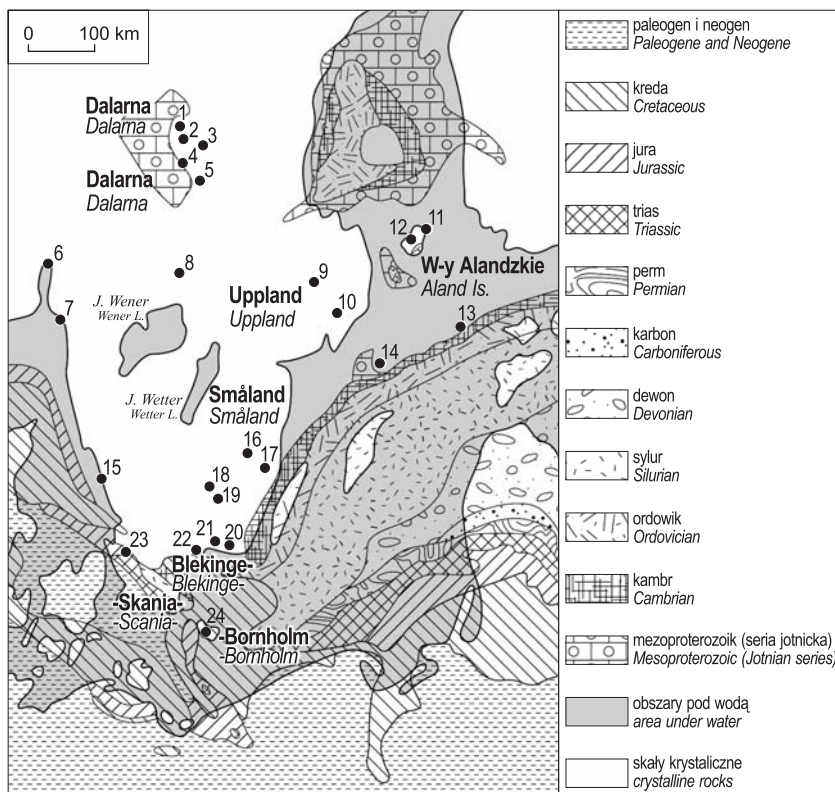 0 100 km
Dalarna
Dalarna
1
2
3
4
5
Dalarna
Dalarna
6
7
8
9
10
11
12
W-y Alandzkie
Aland Is.
Uppland
Uppland
J. Wener
Wener L.
13
14
J. Wetter
Wetter L.
Småland
Småland
15
16
17
18
19
20
21
22
23
Blekinge-
Blekinge-
-Skania-
-Scania-
24
-Bornholm
-Bornholm
paleogen i neogen
Paleogene and Neogene
kreda
Cretaceous
jura
Jurassic
trias
Triassic
perm
Permian
karbon
Carboniferous
dewon
Devonian
sylur
Silurian
ordowik
Ordovician
kambr
Cambrian
mezoproterozoik (seria jotnicka)
Mesoproterozoic (Jotnian series)
obszary pod wodą
area under water
skały krystaliczne
crystalline rocks